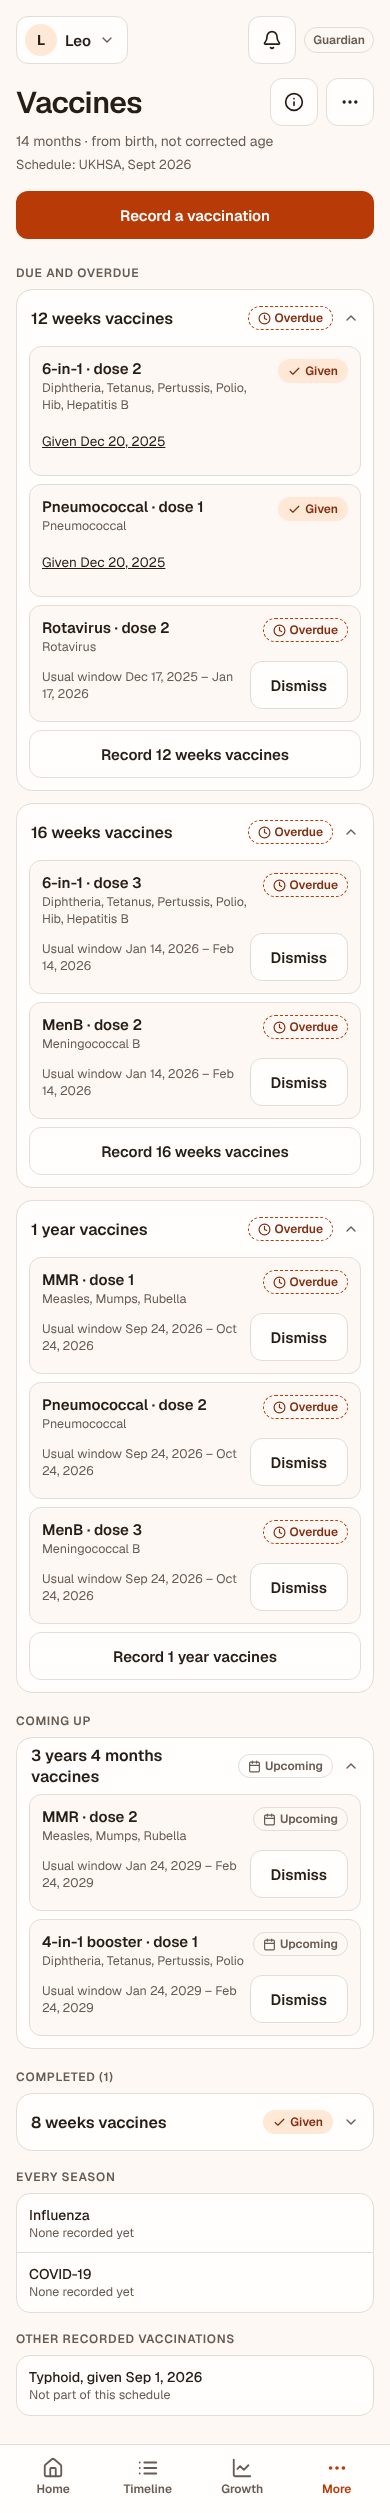 L Leo
Guardian
Vaccines
14 months · from birth, not corrected age
Schedule: UKHSA, Sept 2026
Record a vaccination
DUE AND OVERDUE
12 weeks vaccines
Overdue
6-in-1 · dose 2
Given
Diphtheria, Tetanus, Pertussis, Polio,
Hib, Hepatitis B
Given Dec 20, 2025
Pneumococcal · dose 1
Given
Pneumococcal
Given Dec 20, 2025
Rotavirus · dose 2
Overdue
Rotavirus
Usual window Dec 17, 2025 – Jan
17, 2026
Dismiss
Record 12 weeks vaccines
16 weeks vaccines
Overdue
6-in-1 · dose 3
Overdue
Diphtheria, Tetanus, Pertussis, Polio,
Hib, Hepatitis B
Usual window Jan 14, 2026 – Feb
14, 2026
Dismiss
MenB · dose 2
Overdue
Meningococcal B
Usual window Jan 14, 2026 – Feb
14, 2026
Dismiss
Record 16 weeks vaccines
1 year vaccines
Overdue
MMR · dose 1
Overdue
Measles, Mumps, Rubella
Usual window Sep 24, 2026 – Oct
24, 2026
Dismiss
Pneumococcal · dose 2
Overdue
Pneumococcal
Usual window Sep 24, 2026 – Oct
24, 2026
Dismiss
MenB · dose 3
Overdue
Meningococcal B
Usual window Sep 24, 2026 – Oct
24, 2026
Dismiss
Record 1 year vaccines
COMING UP
3 years 4 months
vaccines
Upcoming
MMR · dose 2
Upcoming
Measles, Mumps, Rubella
Usual window Jan 24, 2029 – Feb
24, 2029
Dismiss
4-in-1 booster · dose 1
Upcoming
Diphtheria, Tetanus, Pertussis, Polio
Usual window Jan 24, 2029 – Feb
24, 2029
Dismiss
COMPLETED (1)
8 weeks vaccines
Given
EVERY SEASON
Influenza
None recorded yet
COVID-19
None recorded yet
OTHER RECORDED VACCINATIONS
Typhoid, given Sep 1, 2026
Not part of this schedule
Home
Timeline
Growth
More